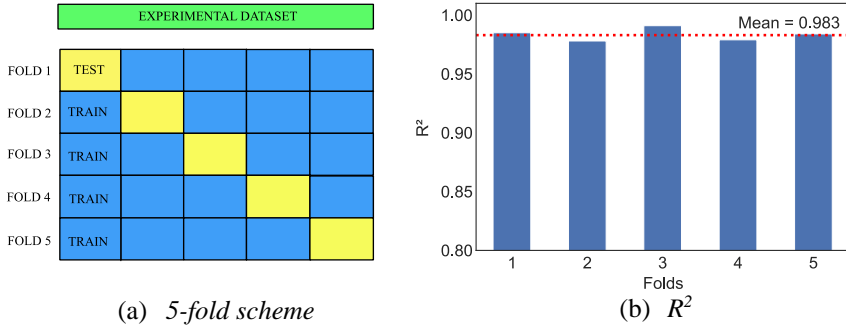 EXPERIMENTAL DATASET
FOLD 1 TEST
FOLD 2 TRAIN
FOLD 3 TRAIN
FOLD 4 TRAIN
FOLD 5 TRAIN
(a) 5-fold scheme
1.00
0.95
0.90
0.85
0.80
R²
Mean = 0.983
1 2 3 4 5
Folds
(b) R²